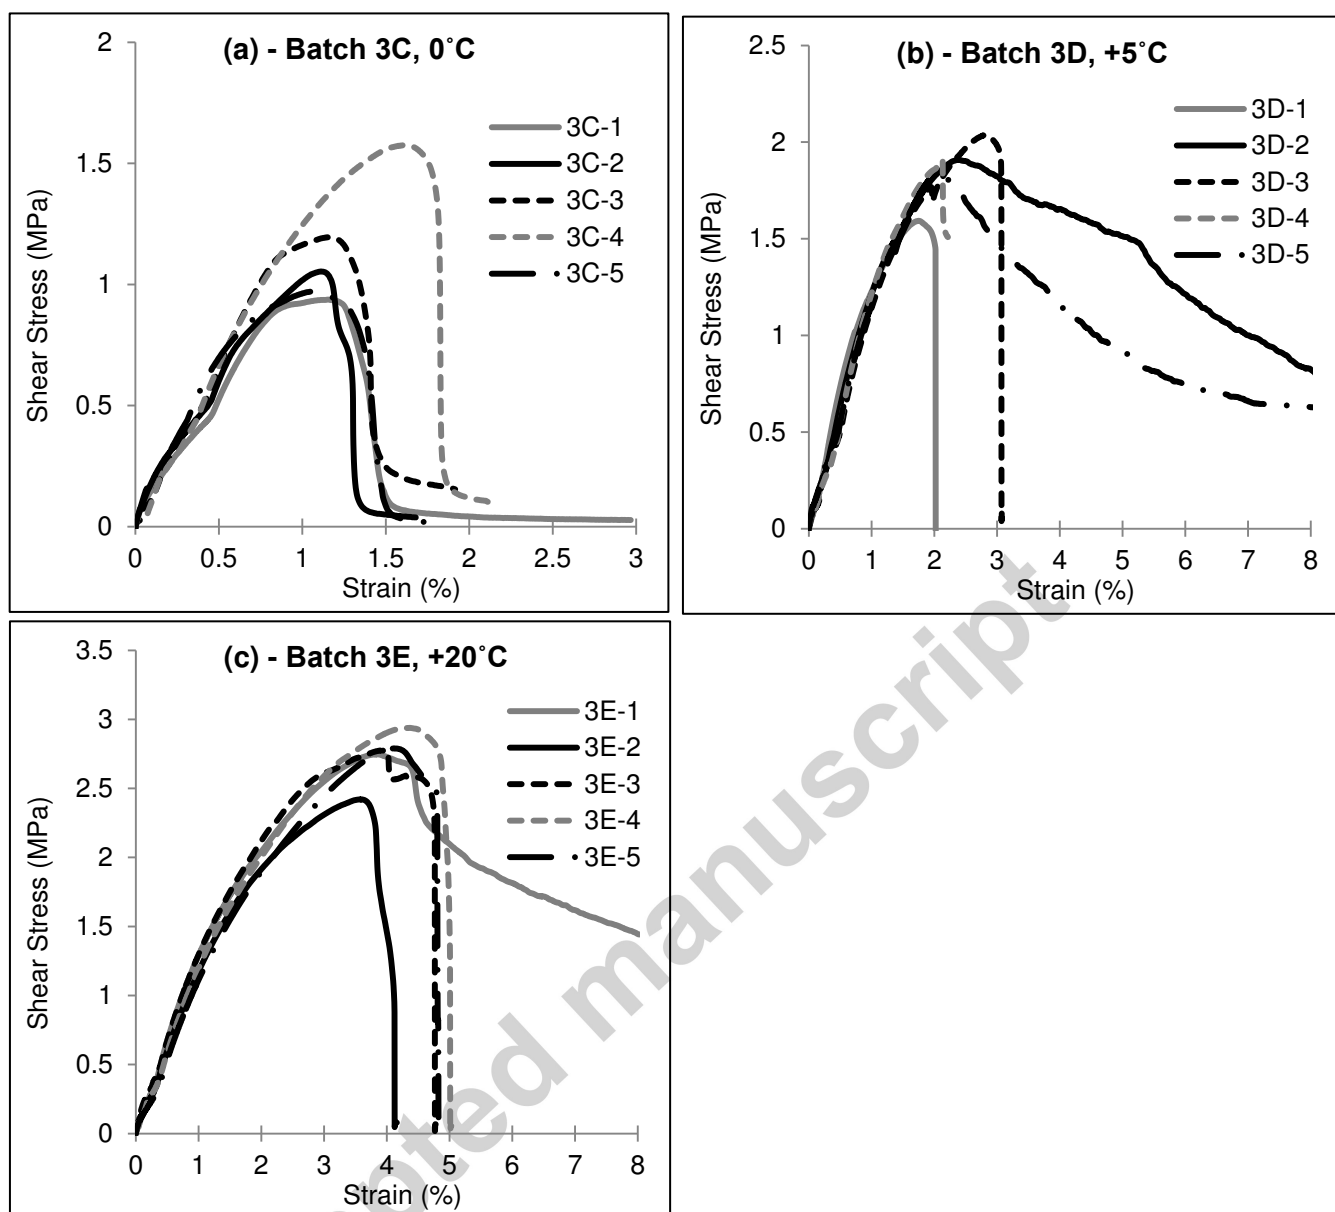 (a) - Batch 3C, 0˚C
2
1.5
1
0.5
0
Shear Stress (MPa)
3C-1
3C-2
3C-3
3C-4
3C-5
0 0.5 1 1.5 2 2.5 3
Strain (%)
(b) - Batch 3D, +5˚C
2.5
2
1.5
1
0.5
0
Shear Stress (MPa)
3D-1
3D-2
3D-3
3D-4
3D-5
0 1 2 3 4 5 6 7 8
Strain (%)
(c) - Batch 3E, +20˚C
3.5
3
2.5
2
1.5
1
0.5
0
Shear Stress (MPa)
3E-1
3E-2
3E-3
3E-4
3E-5
0 1 2 3 4 5 6 7 8
Strain (%)
pted manuscript